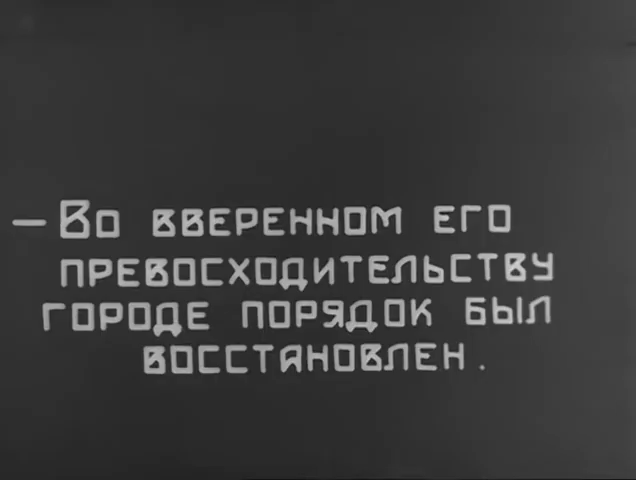 — Во вверенном его
превосходительству
городе порядок был
восстановлен.